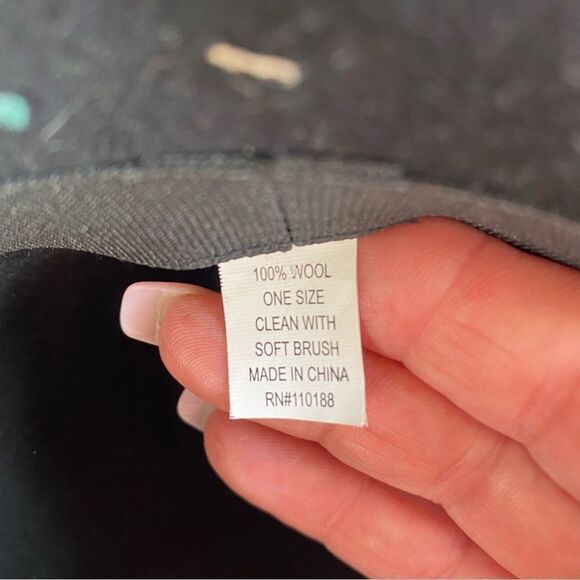 100% WOOL
ONE SIZE
CLEAN WITH
SOFT BRUSH
MADE IN CHINA
RN#110188